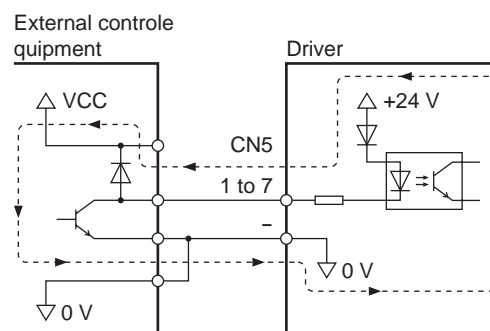 External controle
quipment
Driver
VCC
+24 V
CN5
1 to 7
–
0 V
0 V